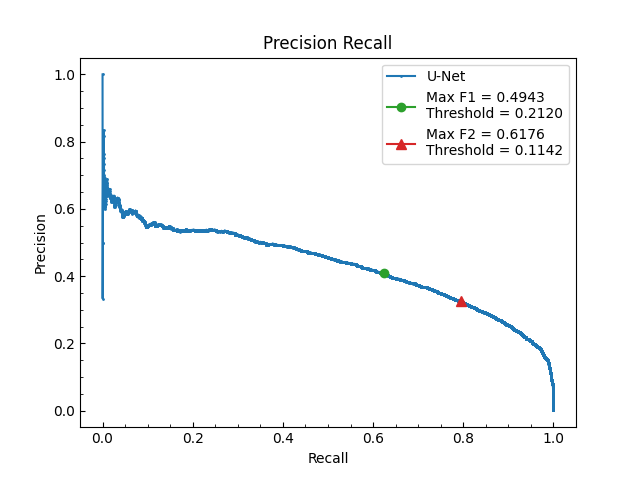 Precision Recall
U-Net
Max F1 = 0.4943
Threshold = 0.2120
Max F2 = 0.6176
Threshold = 0.1142
Precision
1.0
0.8
0.6
0.4
0.2
0.0
0.0 0.2 0.4 0.6 0.8 1.0
Recall